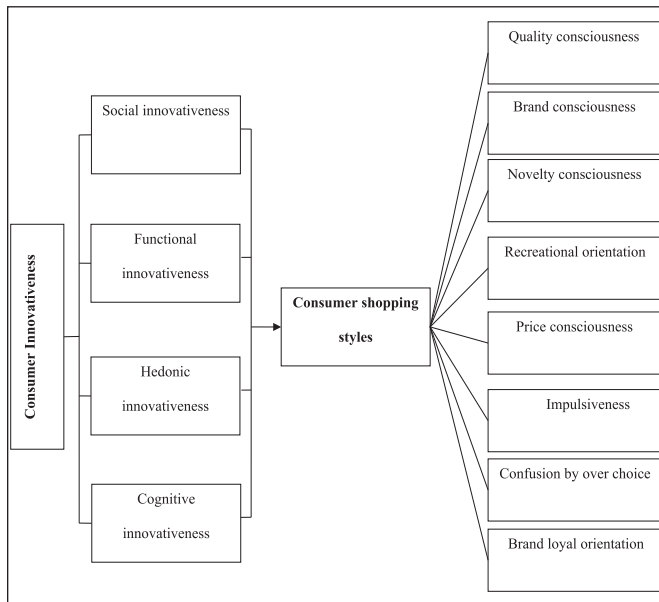 Consumer Innovativeness
Social innovativeness
Functional
innovativeness
Hedonic
innovativeness
Cognitive
innovativeness
Consumer shopping
styles
Quality consciousness
Brand consciousness
Novelty consciousness
Recreational orientation
Price consciousness
Impulsiveness
Confusion by over choice
Brand loyal orientation